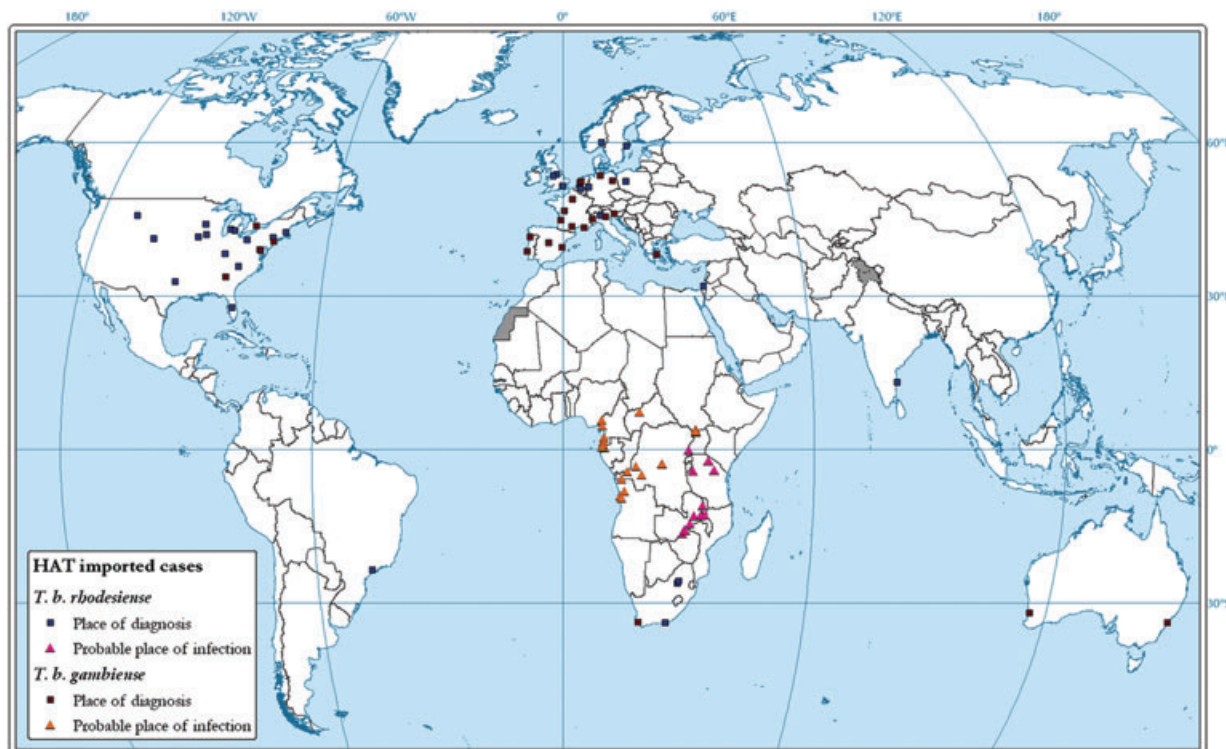 180° 120°W 60°W 0° 60°E 120°E 180°
60°N
30°N
0°
30°S
HAT imported cases
T. b. rhodesiense
Place of diagnosis
Probable place of infection
T. b. gambiense
Place of diagnosis
Probable place of infection